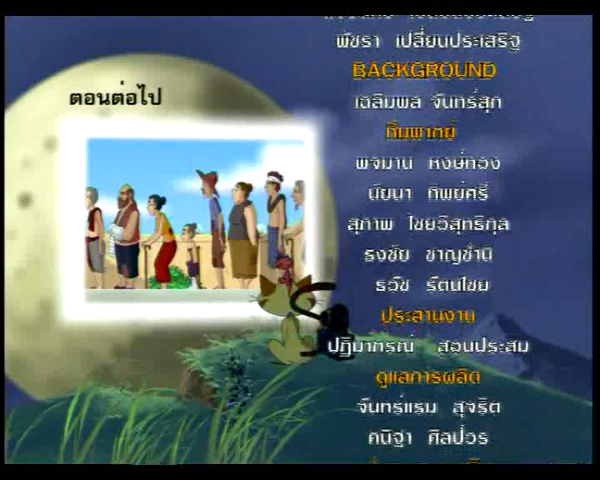 ตอนต่อไป
พัชรา เปลี่ยนประเสริฐ
BACKGROUND
เฉลิมพล จันทร์สุก
ทีมพากย์
พจมาน หงษ์ทอง
นัยนา ทิพย์ศรี
สุภาพ ไชยวิสุทธิกุล
ธงชัย ชาญชำนิ
ธวัช รัตนไชย
ประสานงาน
ปฏิมาภรณ์ สอนประสม
ดูแลการผลิต
จันทร์แรม สุจริต
คนิฐา ศิลป์วร